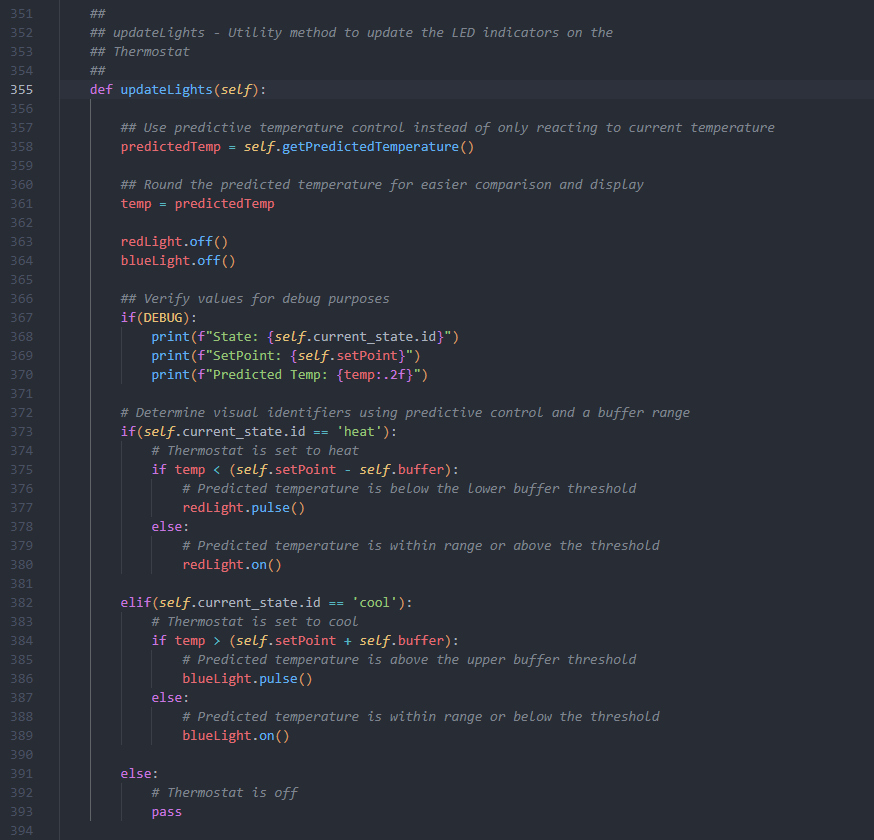 351 ##
352 ## updateLights - Utility method to update the LED indicators on the
353 ## Thermostat
354 ##
355 def updateLights(self):
356
357 ## Use predictive temperature control instead of only reacting to current temperature
358 predictedTemp = self.getPredictedTemperature()
359
360 ## Round the predicted temperature for easier comparison and display
361 temp = predictedTemp
362
363 redLight.off()
364 blueLight.off()
365
366 ## Verify values for debug purposes
367 if(DEBUG):
368 print(f"State: {self.current_state.id}")
369 print(f"SetPoint: {self.setPoint}")
370 print(f"Predicted Temp: {temp:.2f}")
371
372 # Determine visual identifiers using predictive control and a buffer range
373 if(self.current_state.id == 'heat'):
374 # Thermostat is set to heat
375 if temp < (self.setPoint - self.buffer):
376 # Predicted temperature is below the lower buffer threshold
377 redLight.pulse()
378 else:
379 # Predicted temperature is within range or above the threshold
380 redLight.on()
381
382 elif(self.current_state.id == 'cool'):
383 # Thermostat is set to cool
384 if temp > (self.setPoint + self.buffer):
385 # Predicted temperature is above the upper buffer threshold
386 blueLight.pulse()
387 else:
388 # Predicted temperature is within range or below the threshold
389 blueLight.on()
390
391 else:
392 # Thermostat is off
393 pass
394